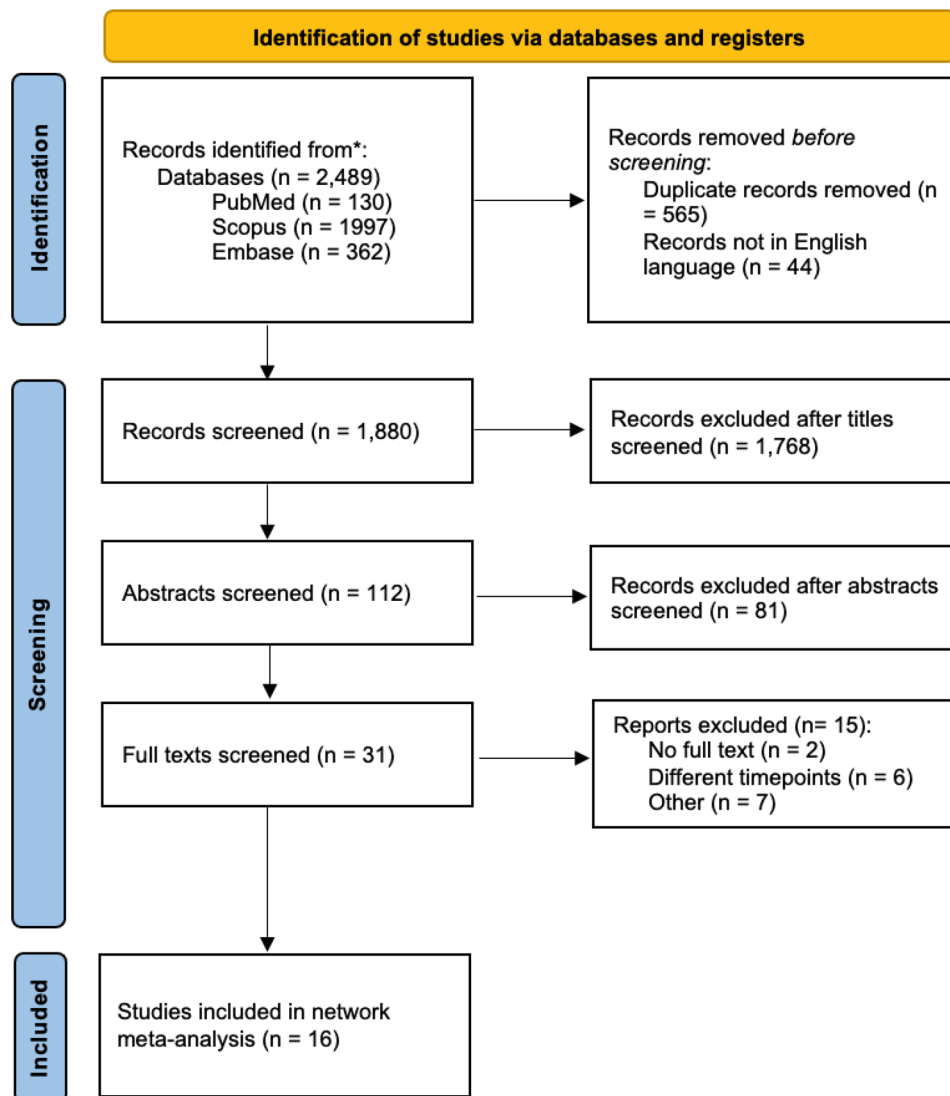 Identification of studies via databases and registers
Identification
Records identified from*:
Databases (n = 2,489)
PubMed (n = 130)
Scopus (n = 1997)
Embase (n = 362)
Records removed before
screening:
Duplicate records removed (n
= 565)
Records not in English
language (n = 44)
Screening
Records screened (n = 1,880)
Records excluded after titles
screened (n = 1,768)
Abstracts screened (n = 112)
Records excluded after abstracts
screened (n = 81)
Full texts screened (n = 31)
Reports excluded (n= 15):
No full text (n = 2)
Different timepoints (n = 6)
Other (n = 7)
Included
Studies included in network
meta-analysis (n = 16)